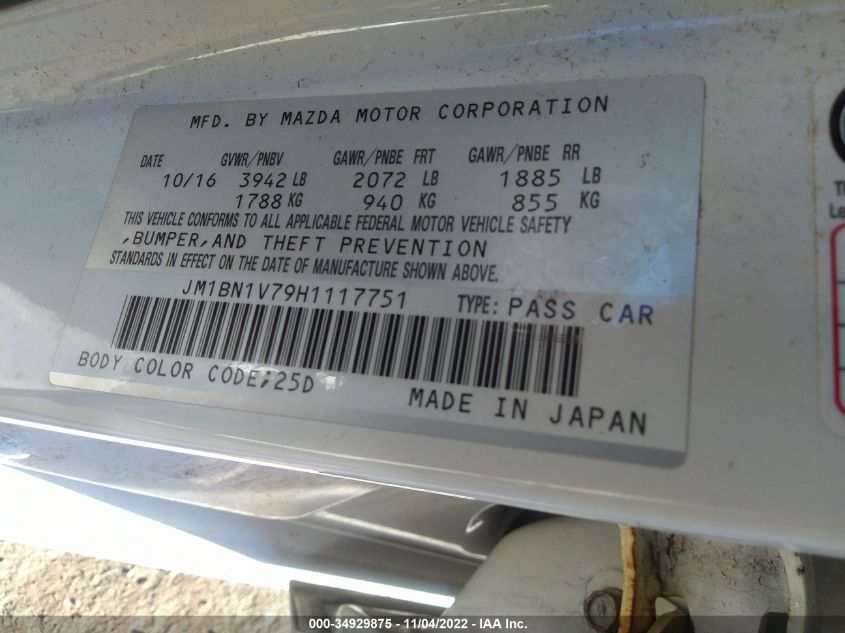 MFD. BY MAZDA MOTOR CORPORATION
DATE GVWR/PNBV GAWR/PNBE FRT GAWR/PNBE RR
10/16 3942 LB 2072 LB 1885 LB
1788 KG 940 KG 855 KG
THIS VEHICLE CONFORMS TO ALL APPLICABLE FEDERAL MOTOR VEHICLE SAFETY
,BUMPER,AND THEFT PREVENTION
STANDARDS IN EFFECT ON THE DATE OF MANUFACTURE SHOWN ABOVE.
JM1BN1V79H1117751 TYPE: PASS CAR
BODY COLOR CODE;25D
MADE IN JAPAN
000-34929875 - 11/04/2022 - IAA Inc.